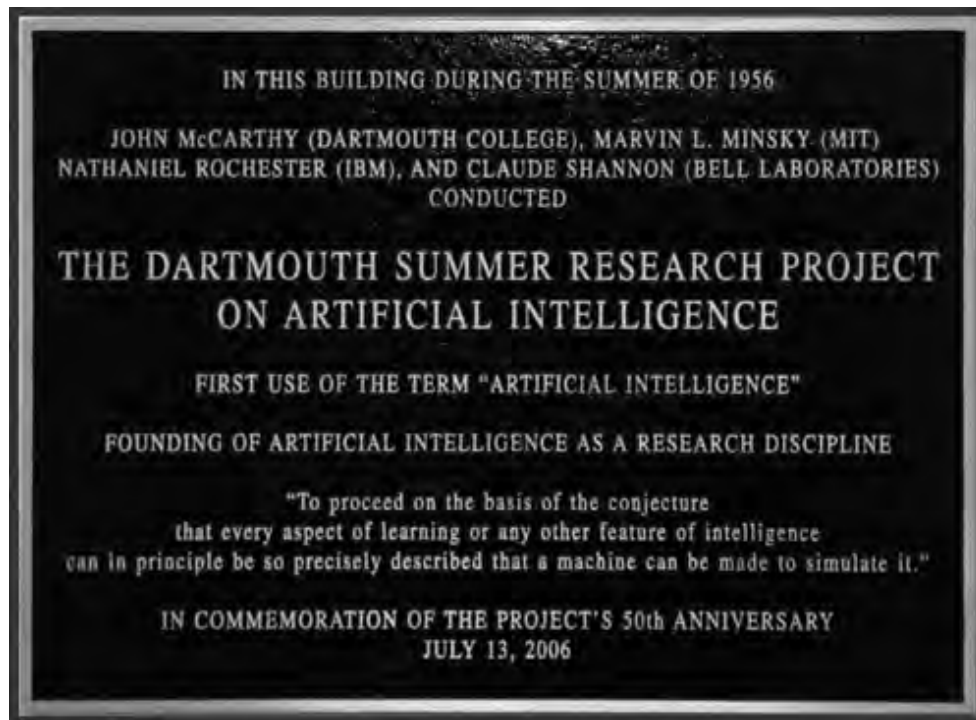 IN THIS BUILDING DURING THE SUMMER OF 1956
JOHN McCARTHY (DARTMOUTH COLLEGE), MARVIN L. MINSKY (MIT)
NATHANIEL ROCHESTER (IBM), AND CLAUDE SHANNON (BELL LABORATORIES)
CONDUCTED
THE DARTMOUTH SUMMER RESEARCH PROJECT
ON ARTIFICIAL INTELLIGENCE
FIRST USE OF THE TERM “ARTIFICIAL INTELLIGENCE”
FOUNDING OF ARTIFICIAL INTELLIGENCE AS A RESEARCH DISCIPLINE
“To proceed on the basis of the conjecture
that every aspect of learning or any other feature of intelligence
can in principle be so precisely described that a machine can be made to simulate it.”
IN COMMEMORATION OF THE PROJECT’S 50th ANNIVERSARY
JULY 13, 2006